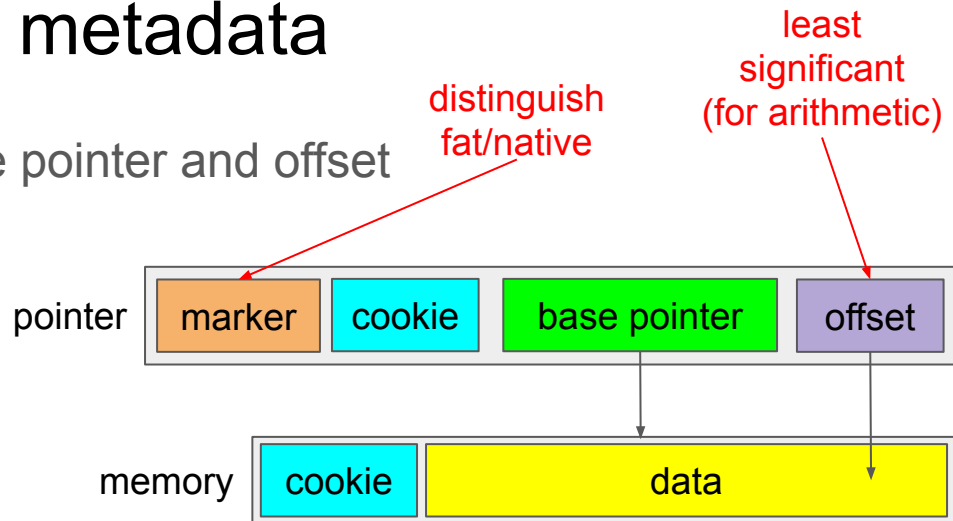 metadata
least
significant
(for arithmetic)
distinguish
fat/native
pointer and offset
pointer
marker
cookie
base pointer
offset
memory
cookie
data